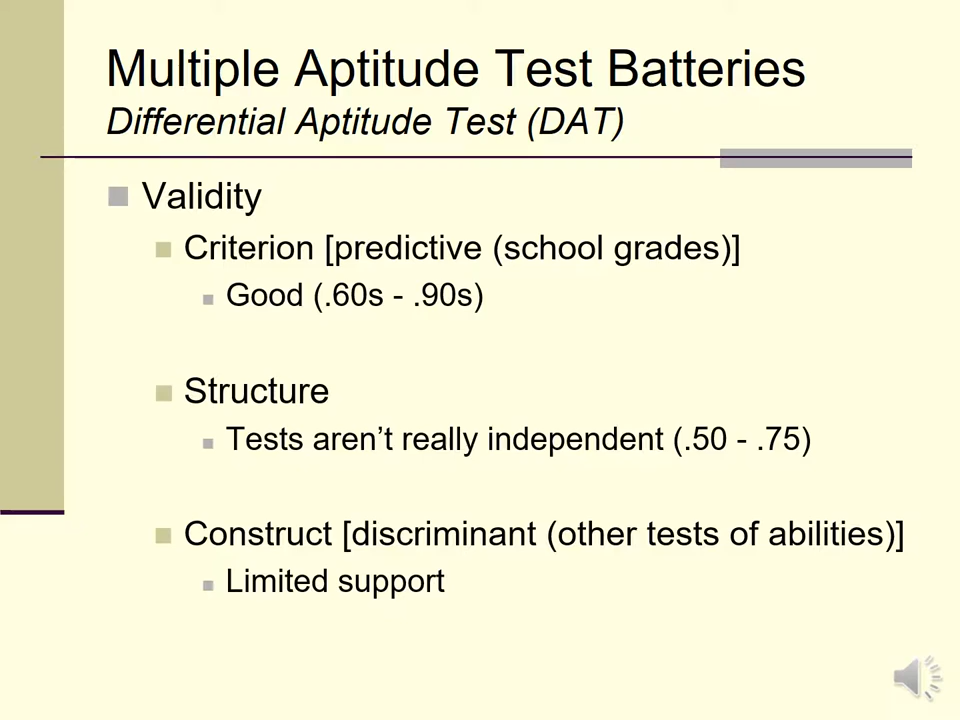 Multiple Aptitude Test Batteries
Differential Aptitude Test (DAT)
Validity
Criterion [predictive (school grades)]
Good (.60s - .90s)
Structure
Tests aren’t really independent (.50 - .75)
Construct [discriminant (other tests of abilities)]
Limited support